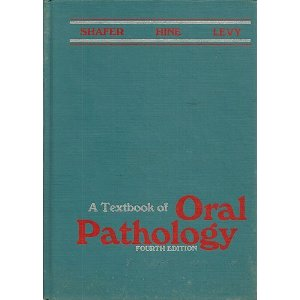 SHAFER HINE LEVY
A Textbook of Oral
Pathology
FOURTH EDITION